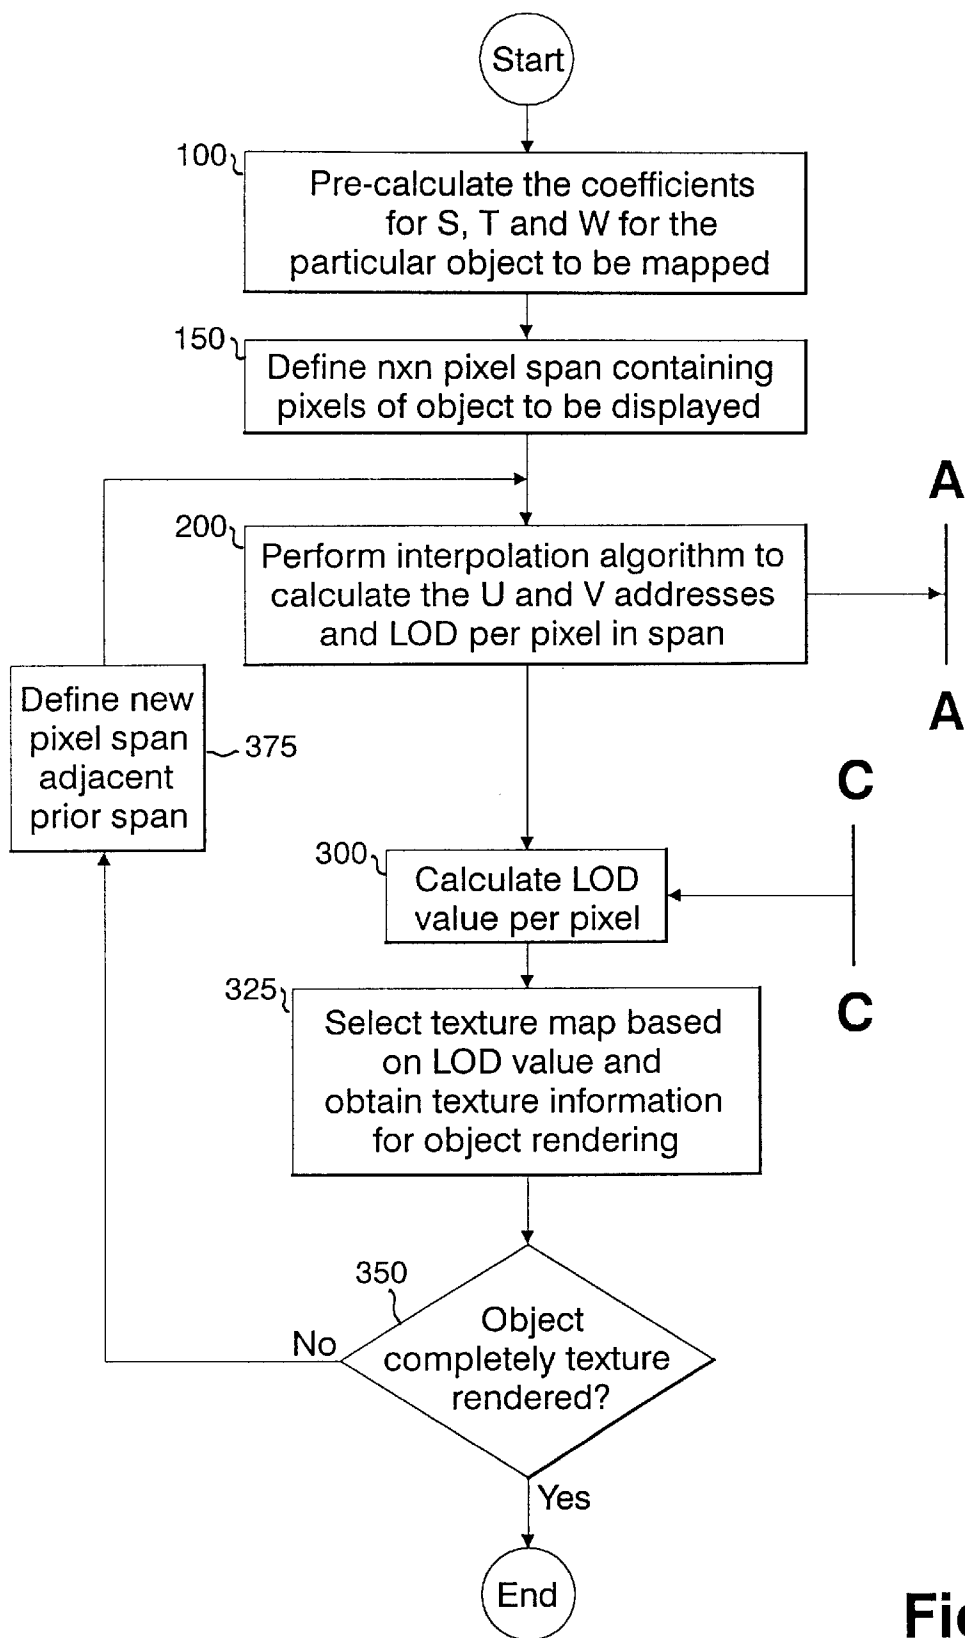 Start
100
Pre-calculate the coefficients
for S, T and W for the
particular object to be mapped
150
Define nxn pixel span containing
pixels of object to be displayed
A
200
Perform interpolation algorithm to
calculate the U and V addresses
and LOD per pixel in span
A
Define new
pixel span
adjacent
prior span
375
C
300
Calculate LOD
value per pixel
C
325
Select texture map based
on LOD value and
obtain texture information
for object rendering
350
Object
completely texture
rendered?
No
Yes
End